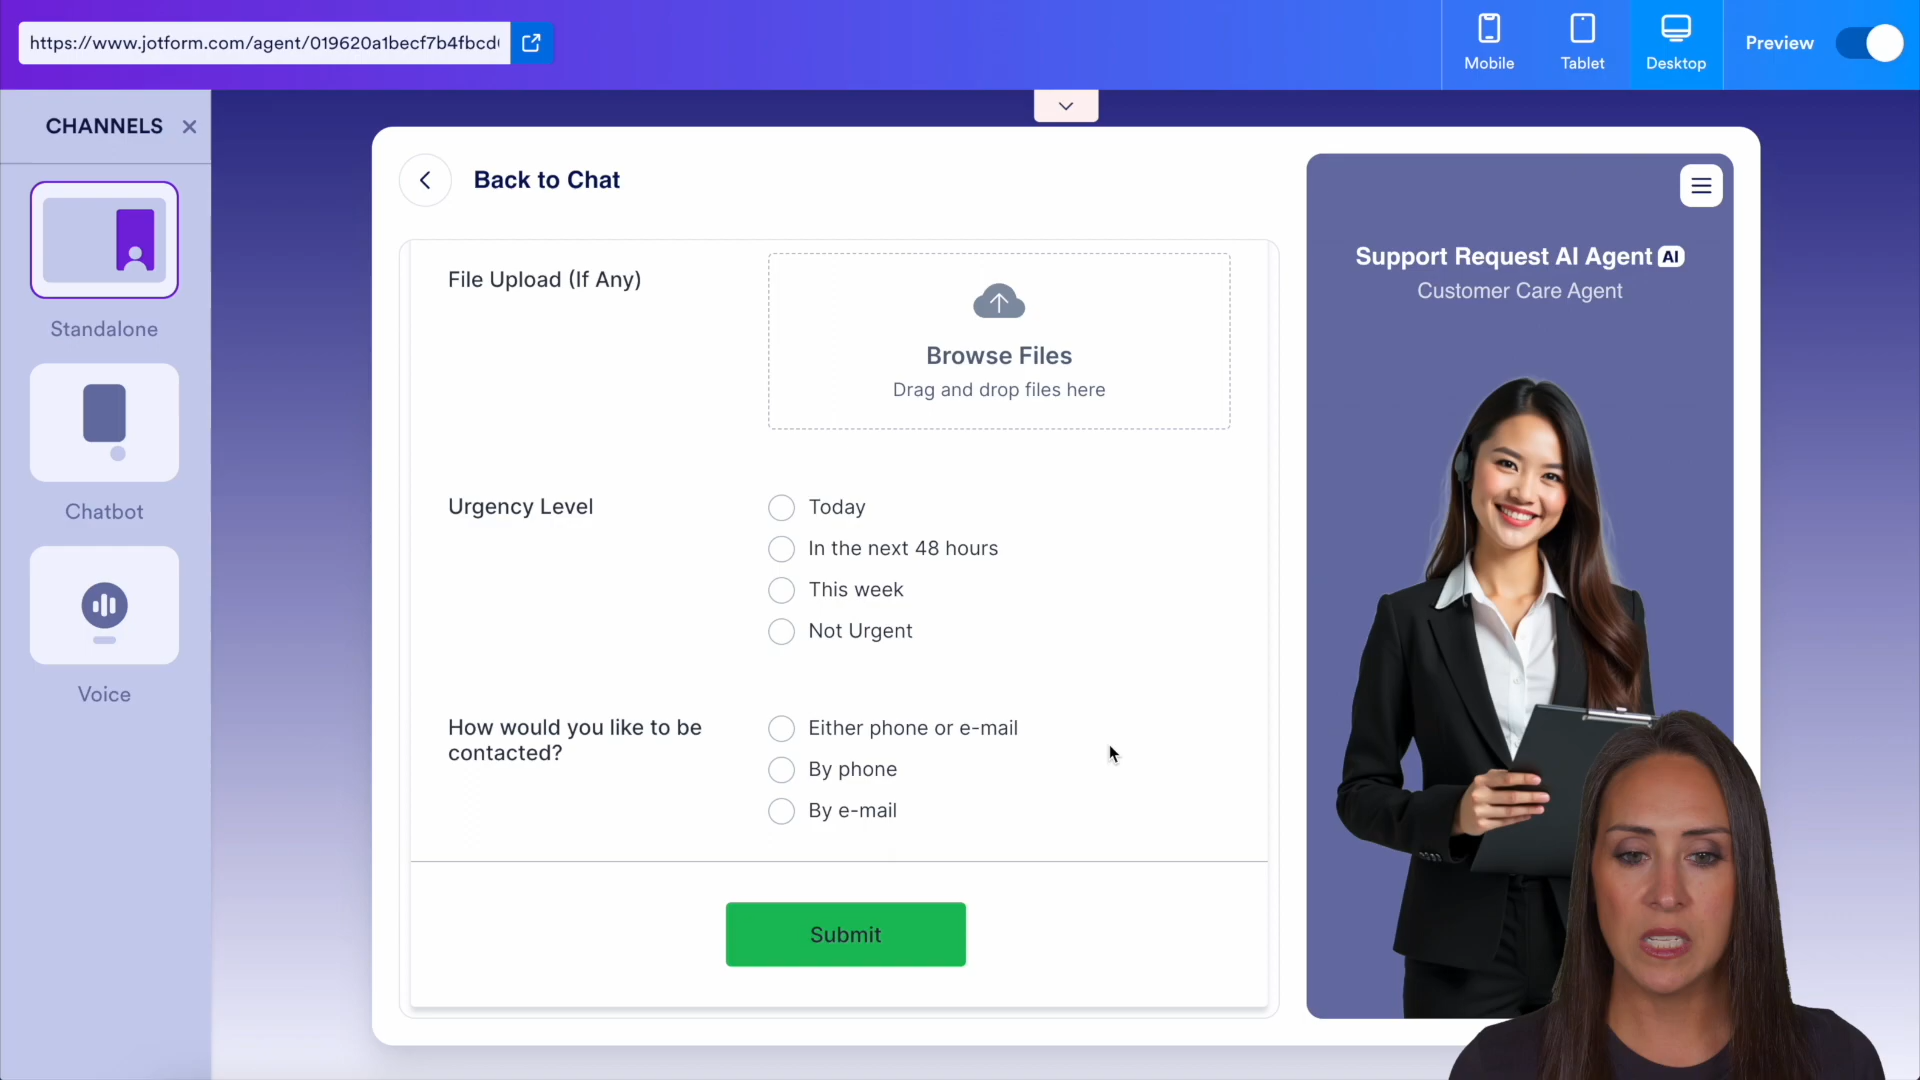 https://www.jotform.com/agent/019620a1becf7b4fbcd
Mobile
Tablet
Desktop
Preview
CHANNELS
Standalone
Chatbot
Voice
Back to Chat
File Upload (If Any)
Browse Files
Drag and drop files here
Urgency Level
Today
In the next 48 hours
This week
Not Urgent
How would you like to be
contacted?
Either phone or e-mail
By phone
By e-mail
Submit
Support Request AI Agent AI
Customer Care Agent